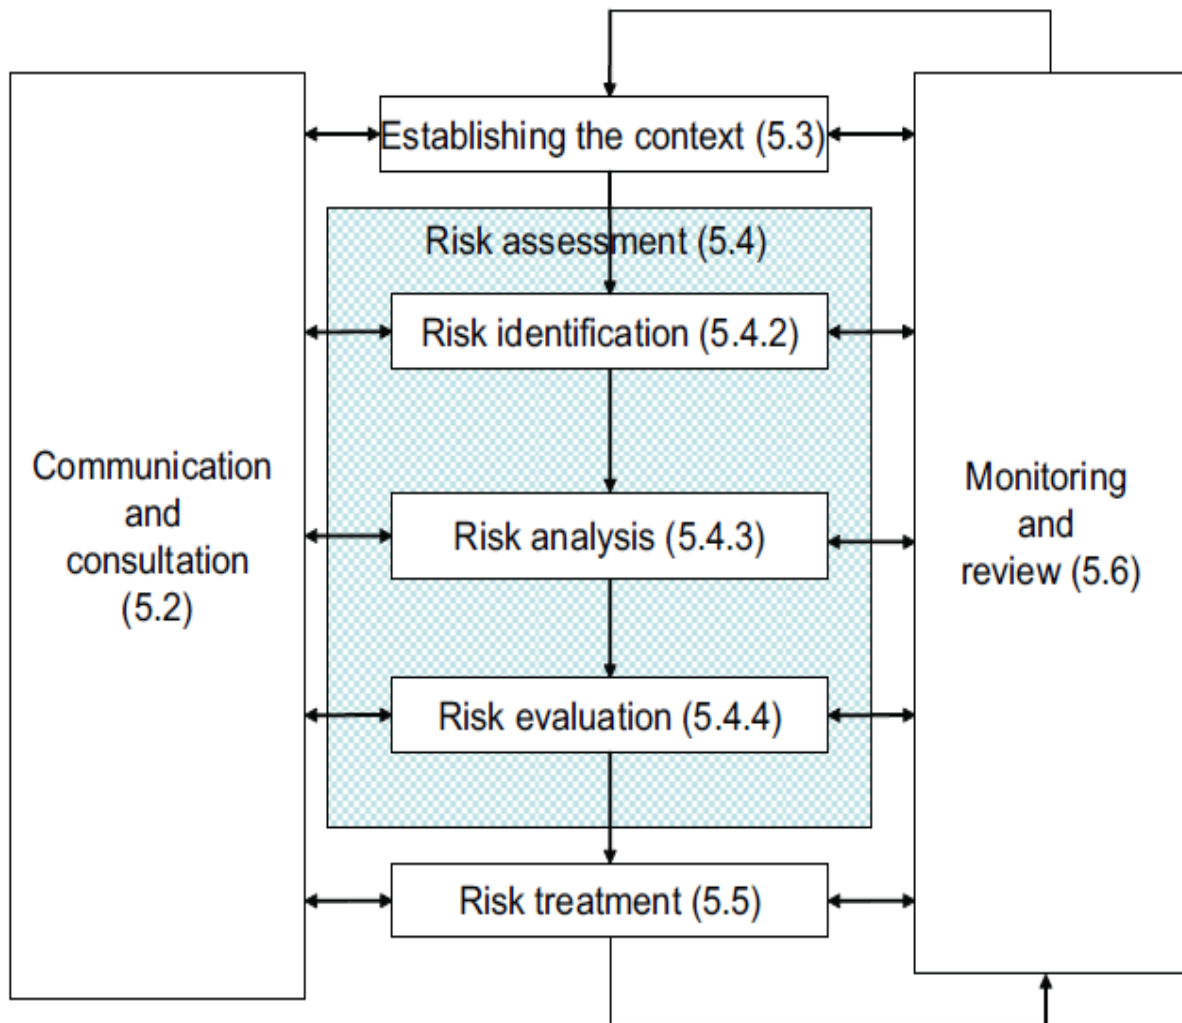 Establishing the context (5.3)
Risk assessment (5.4)
Risk identification (5.4.2)
Communication
and
consultation
(5.2)
Risk analysis (5.4.3)
Monitoring
and
review (5.6)
Risk evaluation (5.4.4)
Risk treatment (5.5)